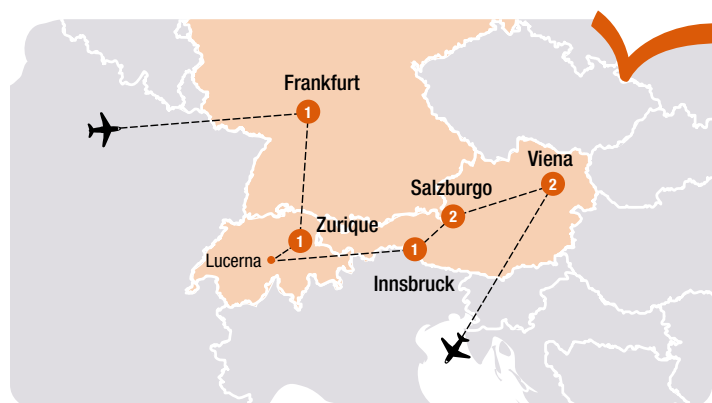 Frankfurt
1
Viena
2
Salzburgo
2
Zurique
1
Lucerna
1
Innsbruck